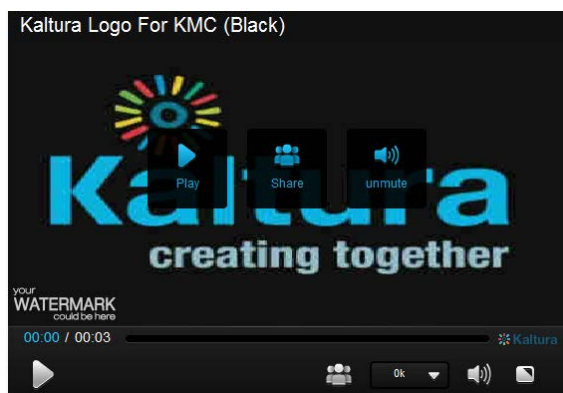 Kaltura Logo For KMC (Black)
Kaltura
Play
Share
unmute
creating together
your
WATERMARK
could be here
00:00 / 00:03
Kaltura
0k